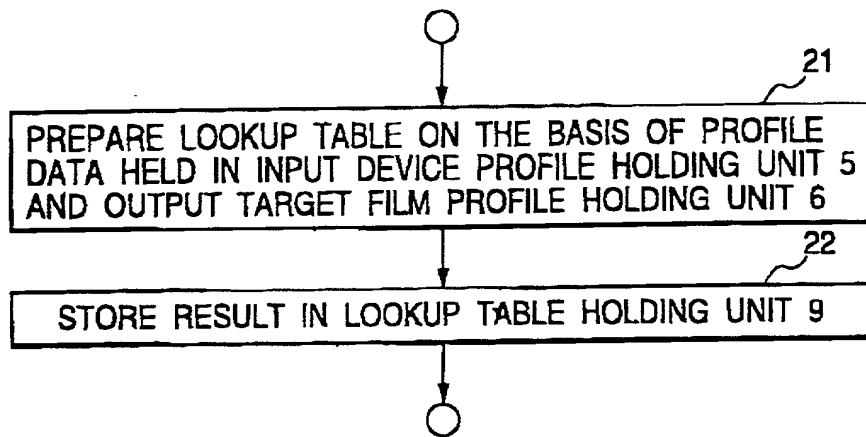 21
PREPARE LOOKUP TABLE ON THE BASIS OF PROFILE
DATA HELD IN INPUT DEVICE PROFILE HOLDING UNIT 5
AND OUTPUT TARGET FILM PROFILE HOLDING UNIT 6
22
STORE RESULT IN LOOKUP TABLE HOLDING UNIT 9